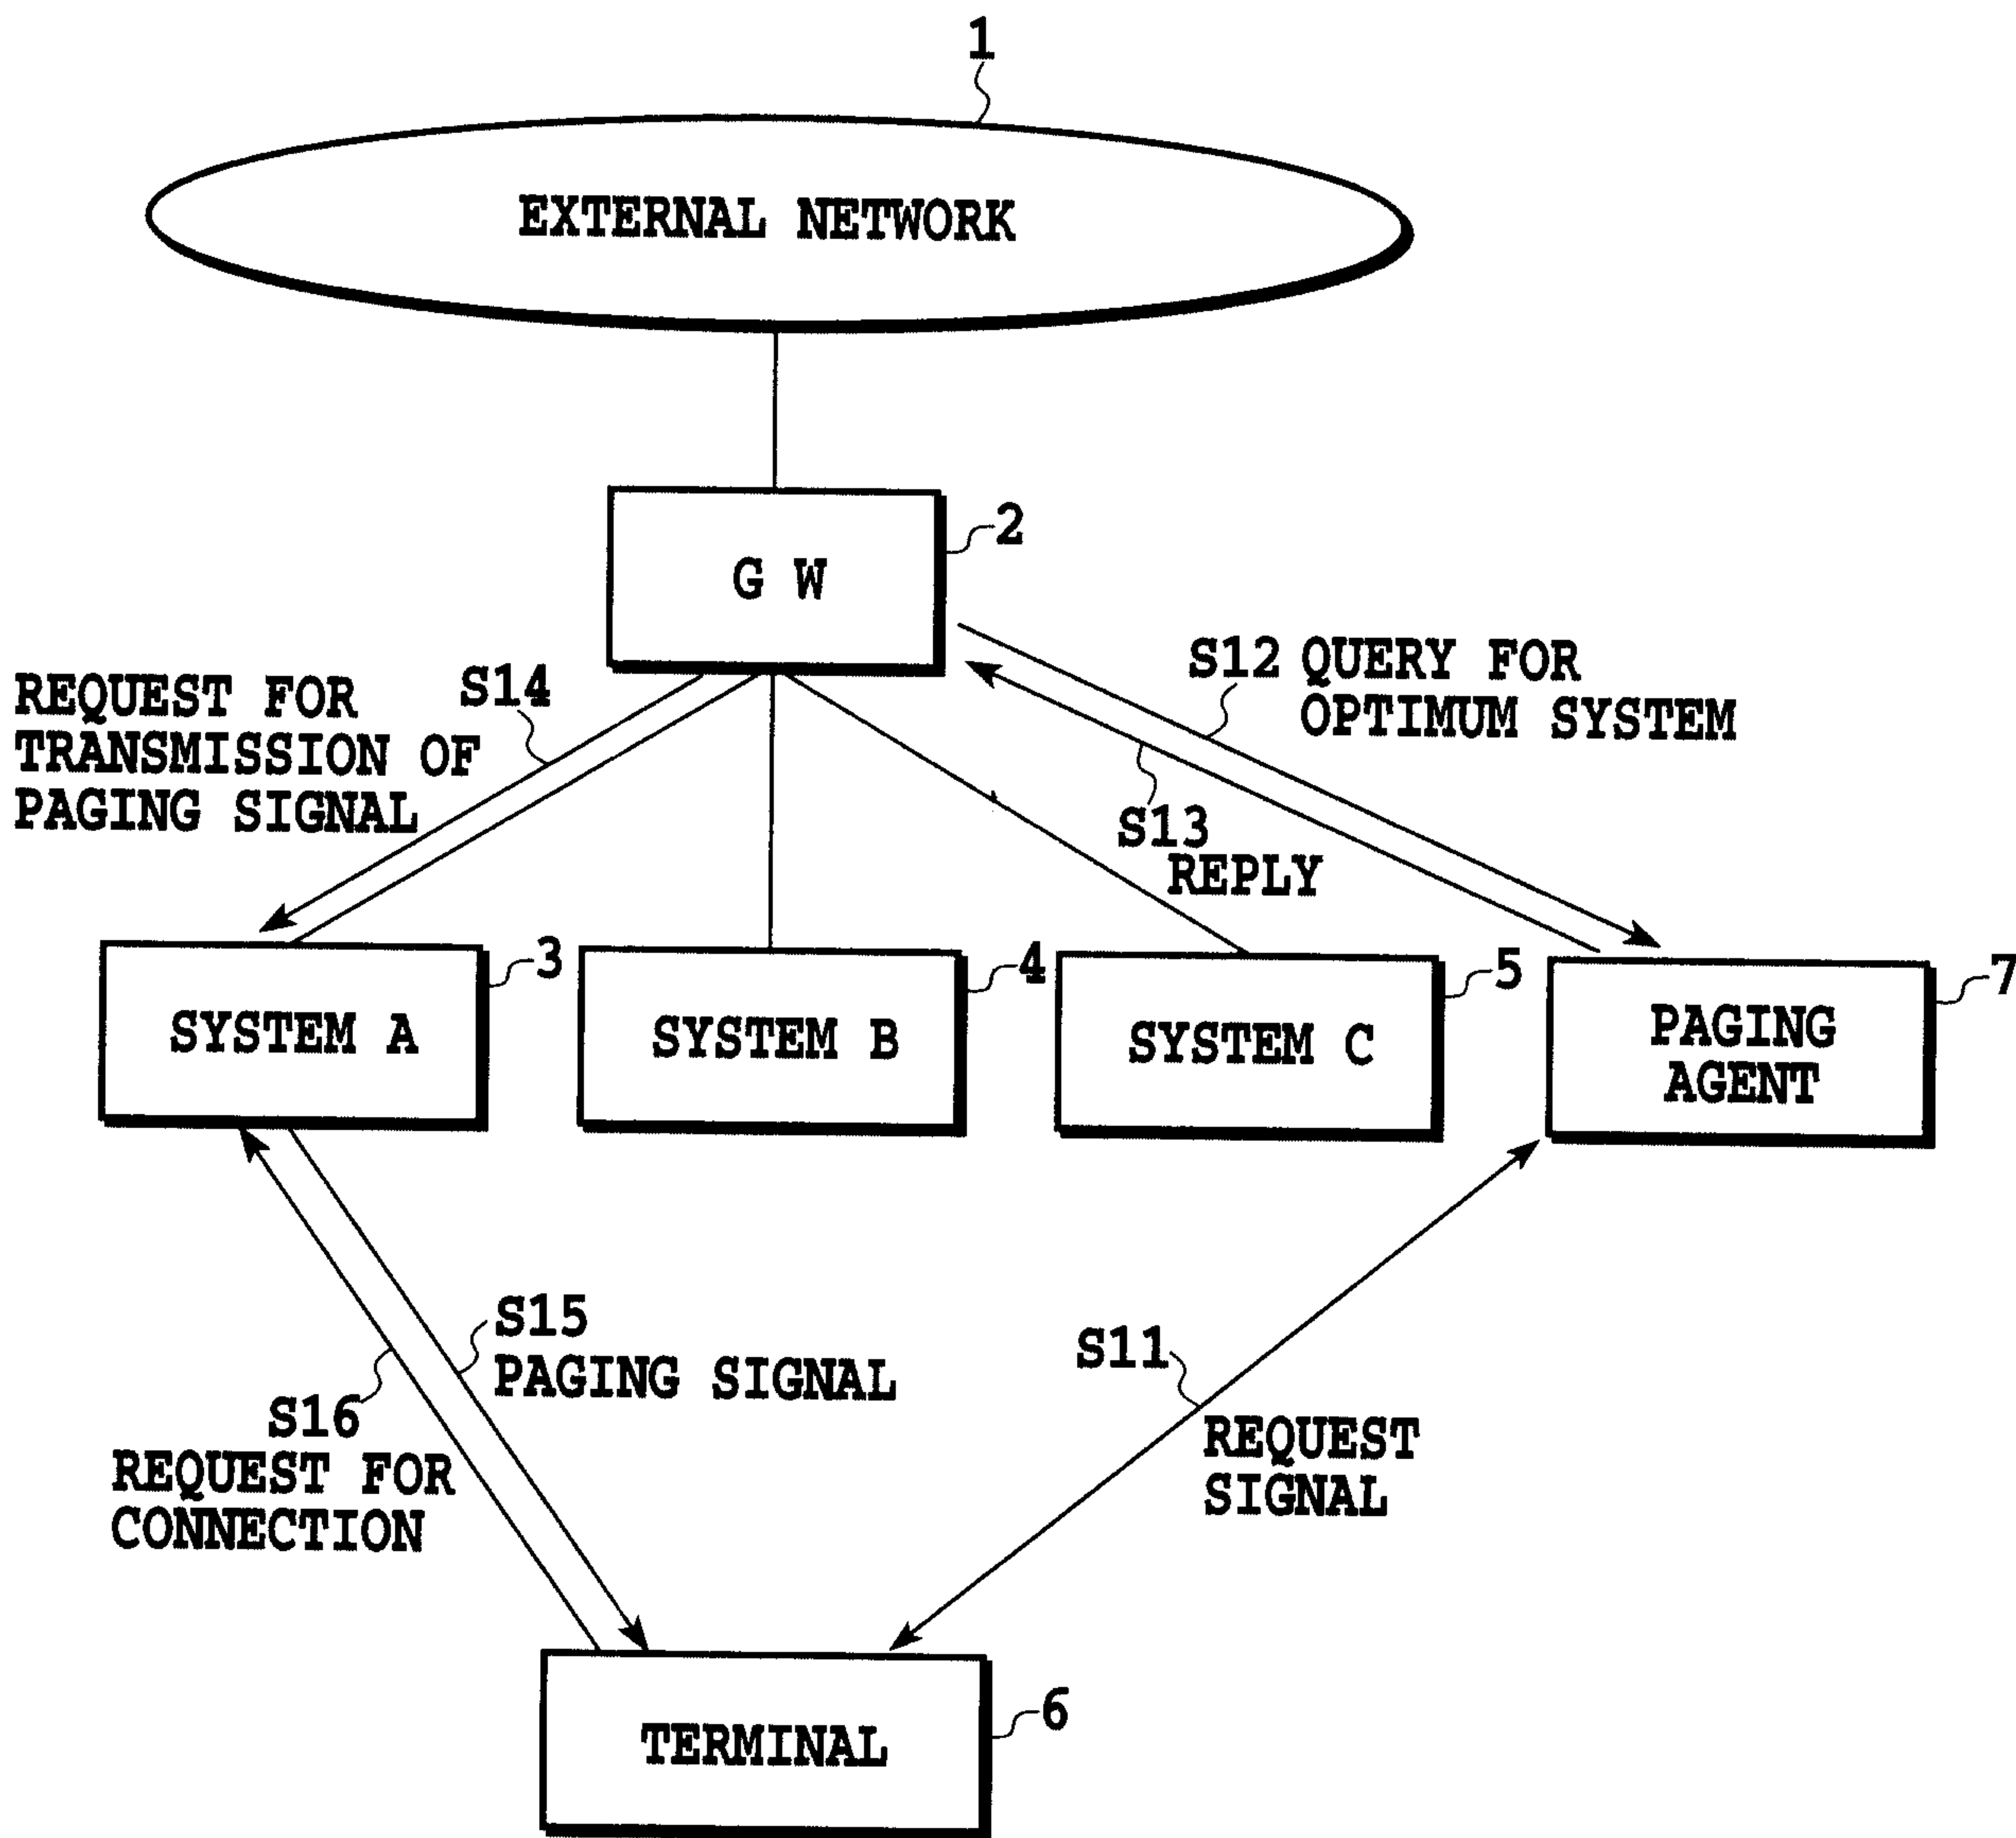 1
EXTERNAL NETWORK
2
G W
S12 QUERY FOR
OPTIMUM SYSTEM
S14
REQUEST FOR
TRANSMISSION OF
PAGING SIGNAL
S13
REPLY
3
4
5
7
SYSTEM A
SYSTEM B
SYSTEM C
PAGING
AGENT
S15
PAGING SIGNAL
S11
REQUEST
SIGNAL
S16
REQUEST FOR
CONNECTION
6
TERMINAL